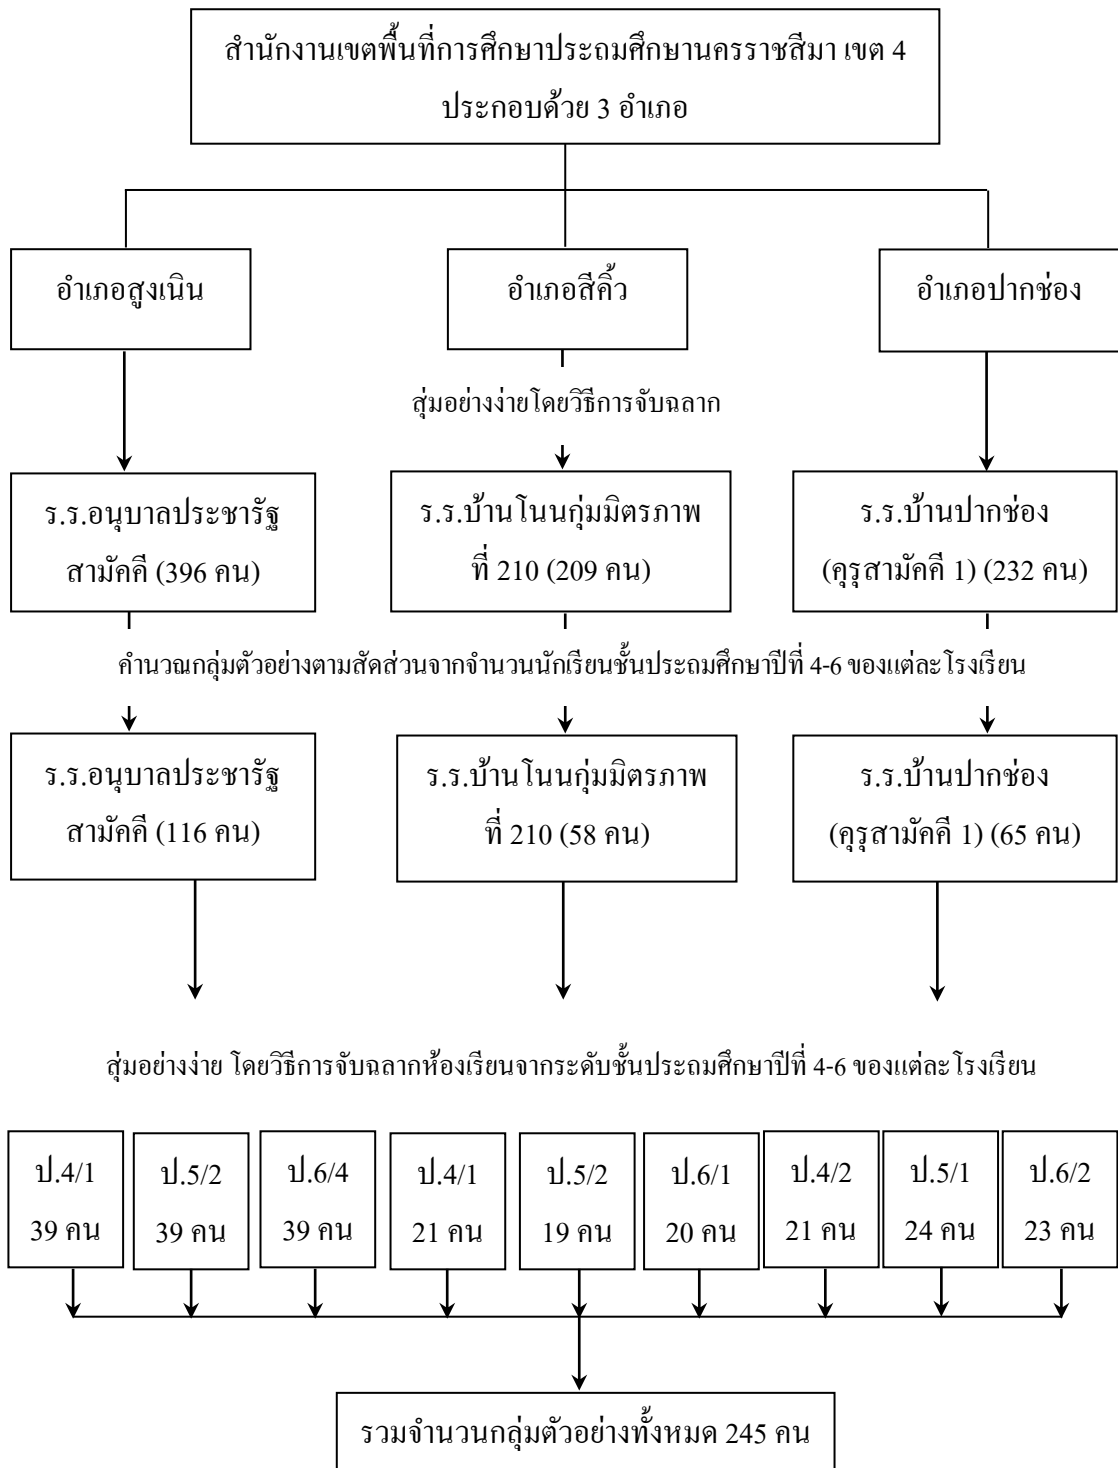 สำนักงานเขตพื้นที่การศึกษาประถมศึกษานครราชสีมา เขต 4
ประกอบด้วย 3 อำเภอ
อำเภอสูงเนิน
อำเภอสีคิ้ว
อำเภอปากช่อง
สุ่มอย่างง่ายโดยวิธีการจับฉลาก
ร.ร.อนุบาลประชารัฐ
สามัคคี (396 คน)
ร.ร.บ้านโนนกุ่มมิตรภาพ
ที่ 210 (209 คน)
ร.ร.บ้านปากช่อง
(คุรุสามัคคี 1) (232 คน)
คำนวณกลุ่มตัวอย่างตามสัดส่วนจากจำนวนนักเรียนชั้นประถมศึกษาปีที่ 4-6 ของแต่ละโรงเรียน
ร.ร.อนุบาลประชารัฐ
สามัคคี (116 คน)
ร.ร.บ้านโนนกุ่มมิตรภาพ
ที่ 210 (58 คน)
ร.ร.บ้านปากช่อง
(คุรุสามัคคี 1) (65 คน)
สุ่มอย่างง่าย โดยวิธีการจับฉลากห้องเรียนจากระดับชั้นประถมศึกษาปีที่ 4-6 ของแต่ละโรงเรียน
ป.4/1
39 คน
ป.5/2
39 คน
ป.6/4
39 คน
ป.4/1
21 คน
ป.5/2
19 คน
ป.6/1
20 คน
ป.4/2
21 คน
ป.5/1
24 คน
ป.6/2
23 คน
รวมจำนวนกลุ่มตัวอย่างทั้งหมด 245 คน